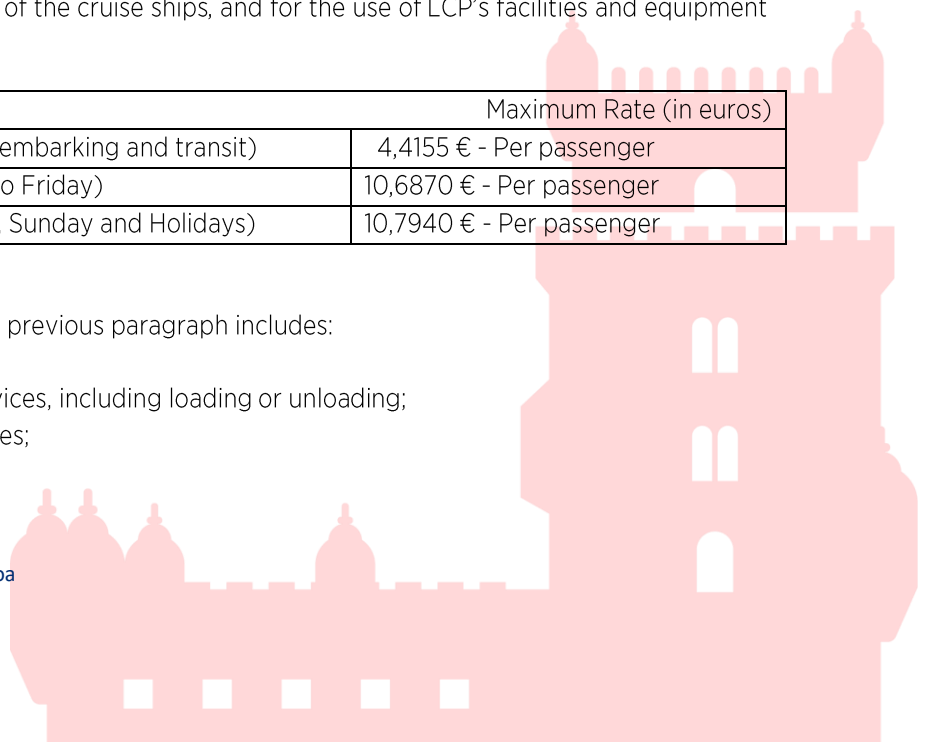 of the cruise ships, and for the use of LCP's facilities and equipment
Maximum Rate (in euros)
embarking and transit) 4,4155 € - Per passenger
o Friday) 10,6870 € - Per passenger
, Sunday and Holidays) 10,7940 € - Per passenger
previous paragraph includes:
vices, including loading or unloading;
es;
oa